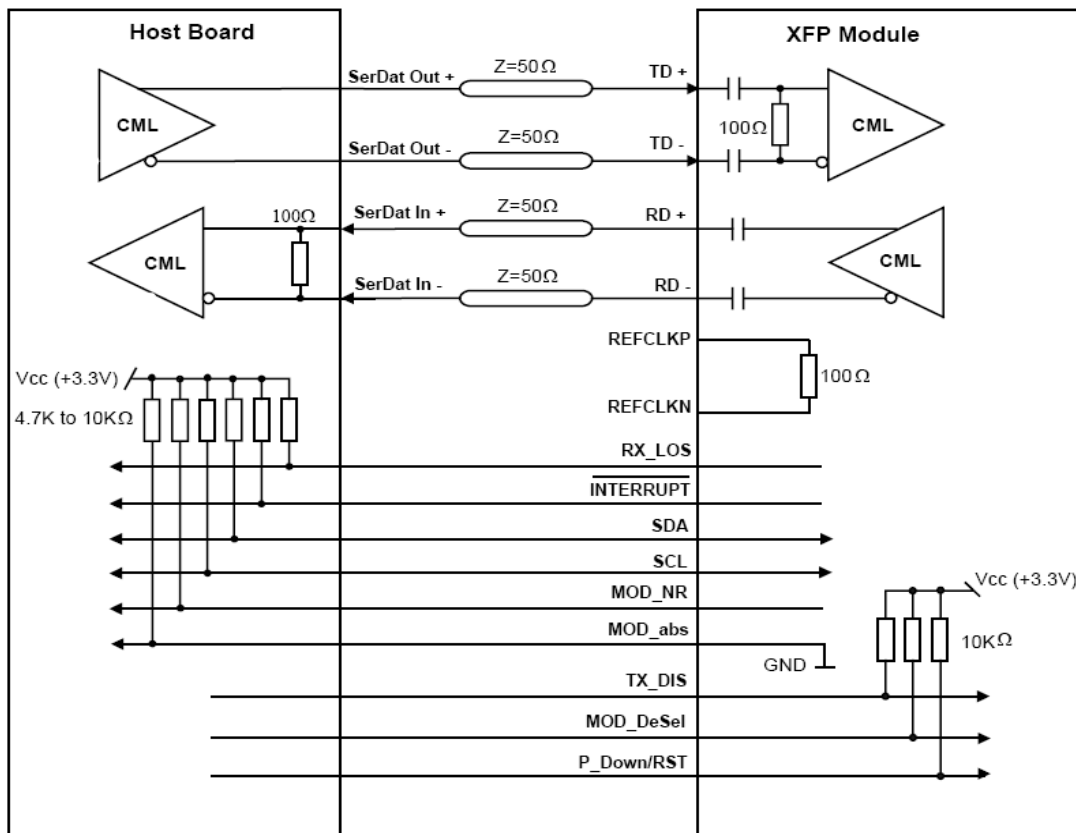 Host Board
XFP Module
SerDat Out +
Z=50Ω
TD +
CML
100Ω
CML
SerDat Out -
Z=50Ω
TD -
100Ω
SerDat In +
Z=50Ω
RD +
CML
CML
SerDat In -
Z=50Ω
RD -
REFCLKP
Vcc (+3.3V)
100Ω
4.7K to 10KΩ
REFCLKN
RX_LOS
INTERRUPT
SDA
SCL
Vcc (+3.3V)
MOD_NR
MOD_abs
10KΩ
GND
TX_DIS
MOD_DeSel
P_Down/RST